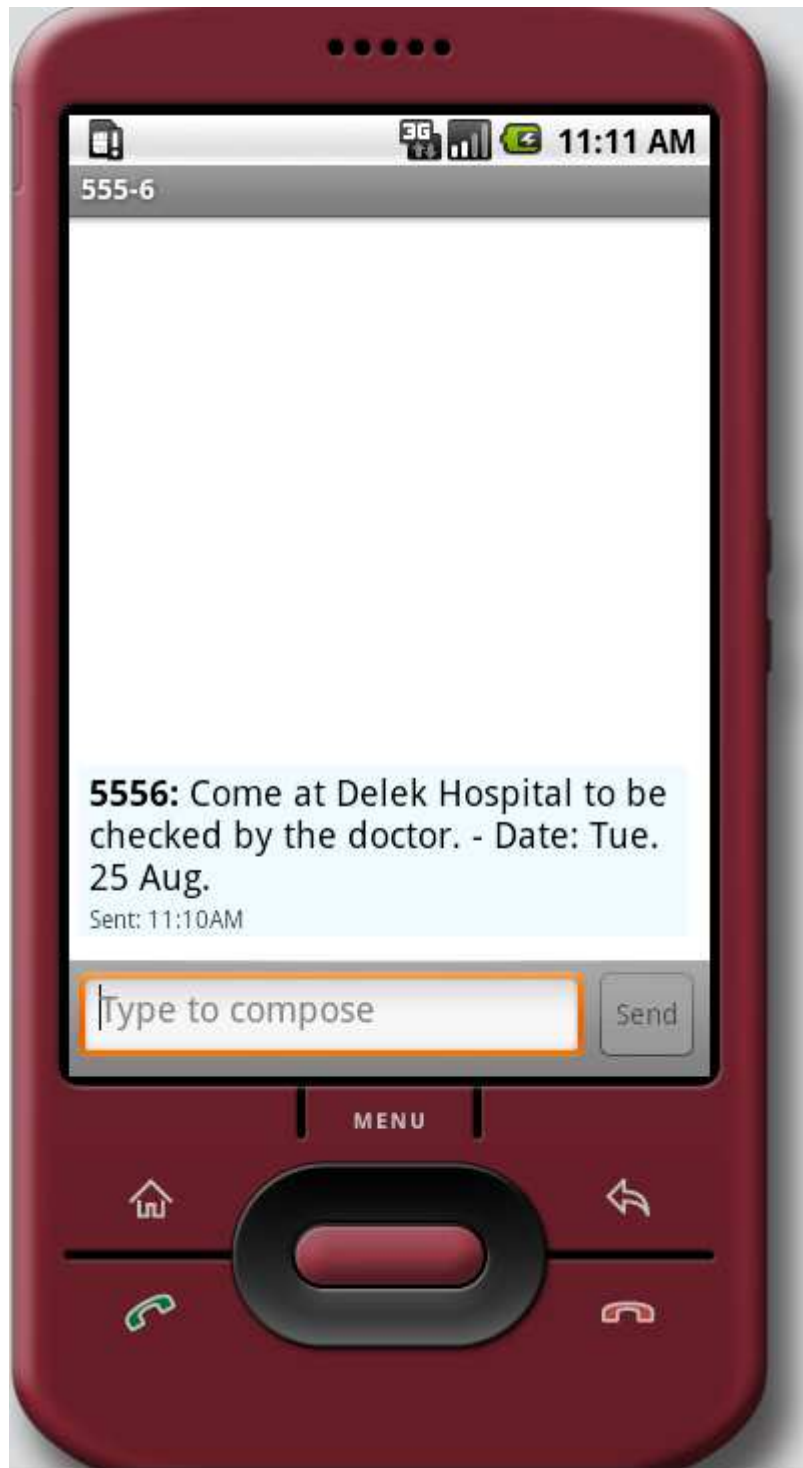 3G 11:11 AM
555-6
5556: Come at Delek Hospital to be
checked by the doctor. - Date: Tue.
25 Aug.
Sent: 11:10AM
Type to compose Send
MENU